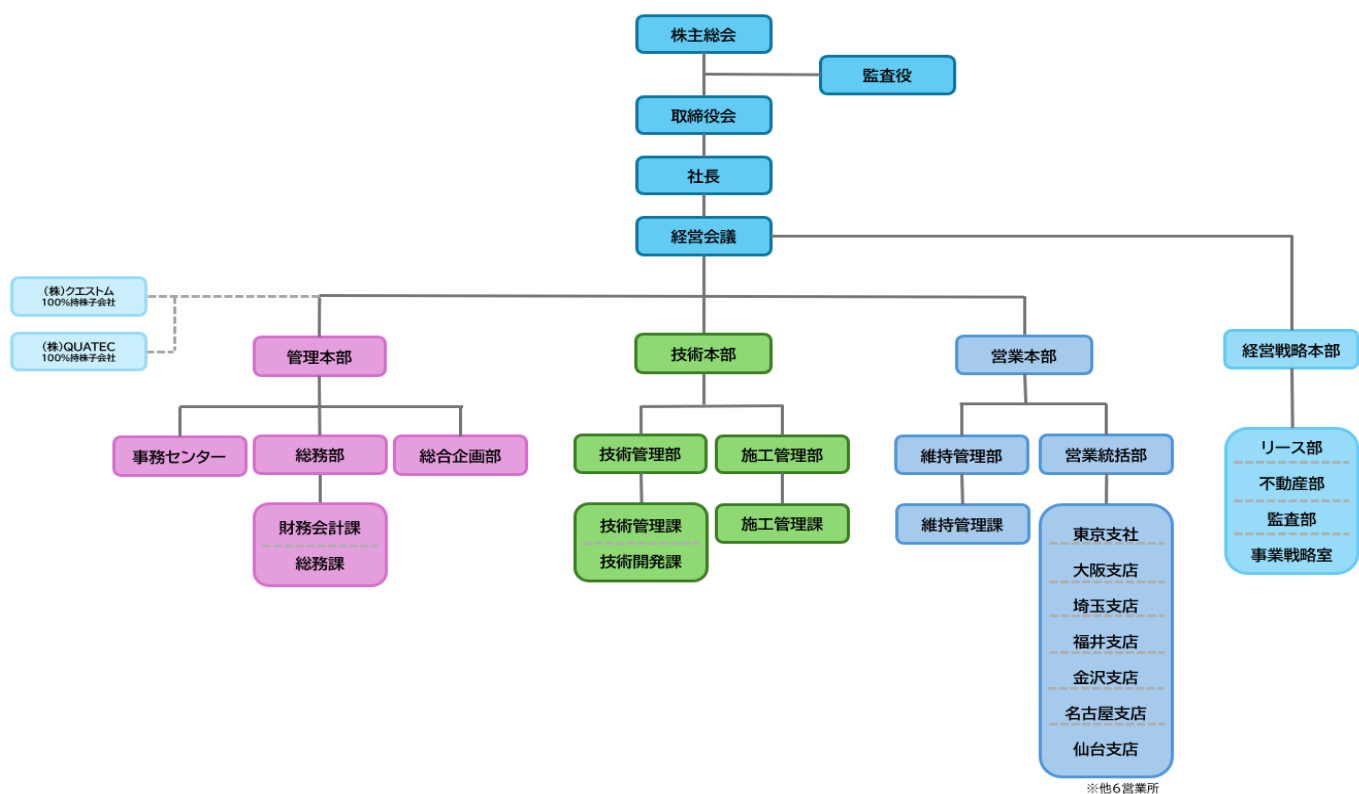 株主総会
監査役
取締役会
社長
経営会議
(株)クエストム
100%持株子会社
(株)QUATEC
100%持株子会社
管理本部
技術本部
営業本部
経営戦略本部
事務センター
総務部
総合企画部
技術管理部
施工管理部
維持管理部
営業統括部
財務会計課
総務課
技術管理課
技術開発課
施工管理課
維持管理課
東京支社
大阪支店
埼玉支店
福井支店
金沢支店
名古屋支店
仙台支店
※他6営業所
リース部
不動産部
監査部
事業戦略室